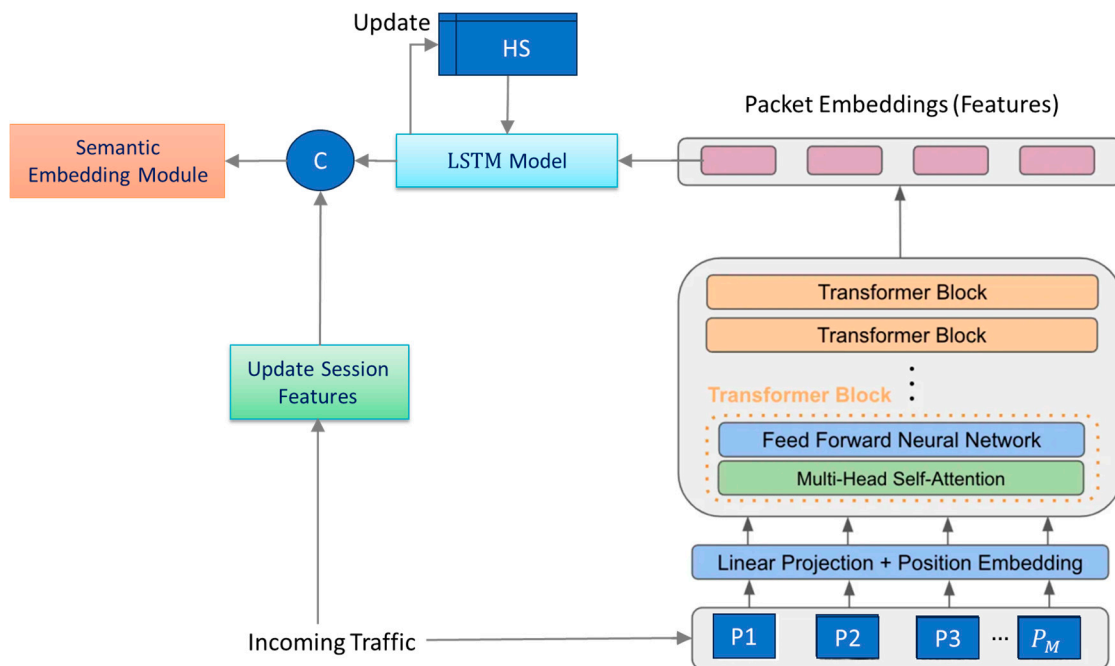 Update
HS
Packet Embeddings (Features)
Semantic
Embedding Module
C
LSTM Model
Transformer Block
Transformer Block
Update Session
Features
Transformer Block
Feed Forward Neural Network
Multi-Head Self-Attention
Linear Projection + Position Embedding
Incoming Traffic
P1 P2 P3 ... P_M